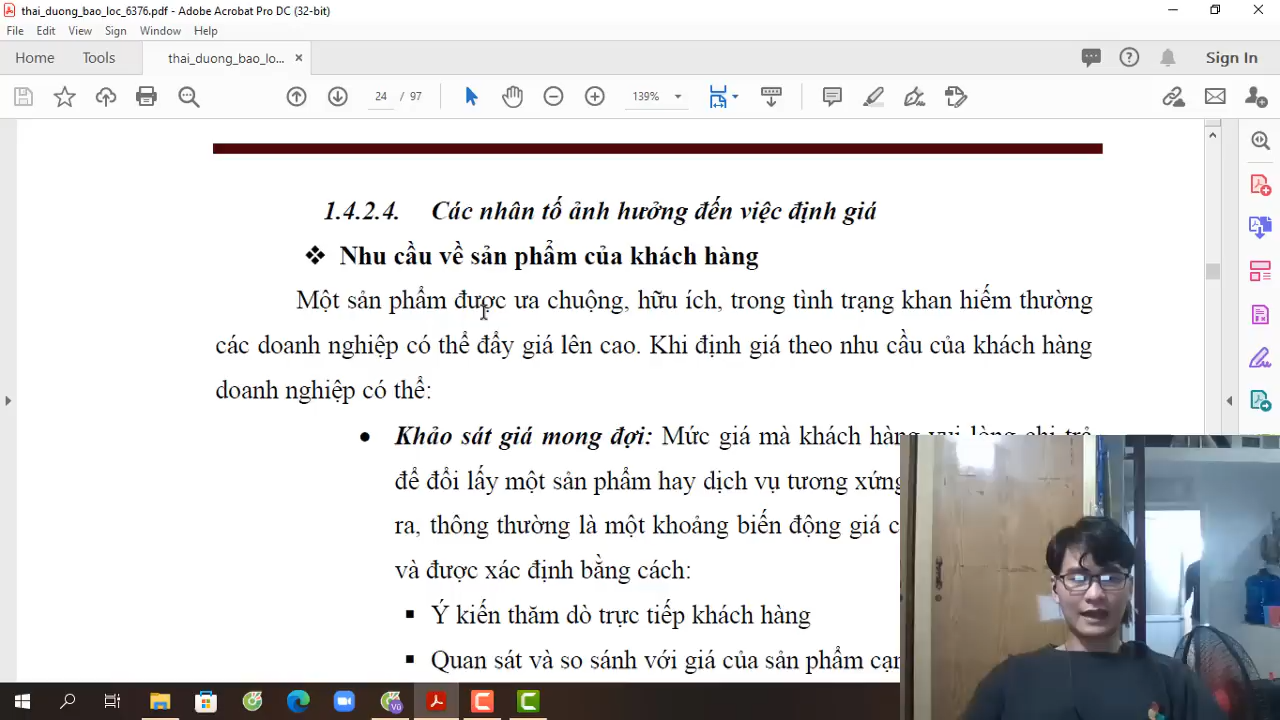 thai_duong_bao_loc_6376.pdf - Adobe Acrobat Pro DC (32-bit)
File Edit View Sign Window Help
Home Tools thai_duong_bao_lo... × Sign In
24 / 97 139%
1.4.2.4. Các nhân tố ảnh hưởng đến việc định giá
❖ Nhu cầu về sản phẩm của khách hàng
Một sản phẩm được ưa chuộng, hữu ích, trong tình trạng khan hiếm thường
các doanh nghiệp có thể đẩy giá lên cao. Khi định giá theo nhu cầu của khách hàng
doanh nghiệp có thể:
• Khảo sát giá mong đợi: Mức giá mà khách hàng vui lòng chi trả
để đổi lấy một sản phẩm hay dịch vụ tương xứng
ra, thông thường là một khoảng biến động giá
và được xác định bằng cách:
▪ Ý kiến thăm dò trực tiếp khách hàng
▪ Quan sát và so sánh với giá của sản phẩm
Vũ